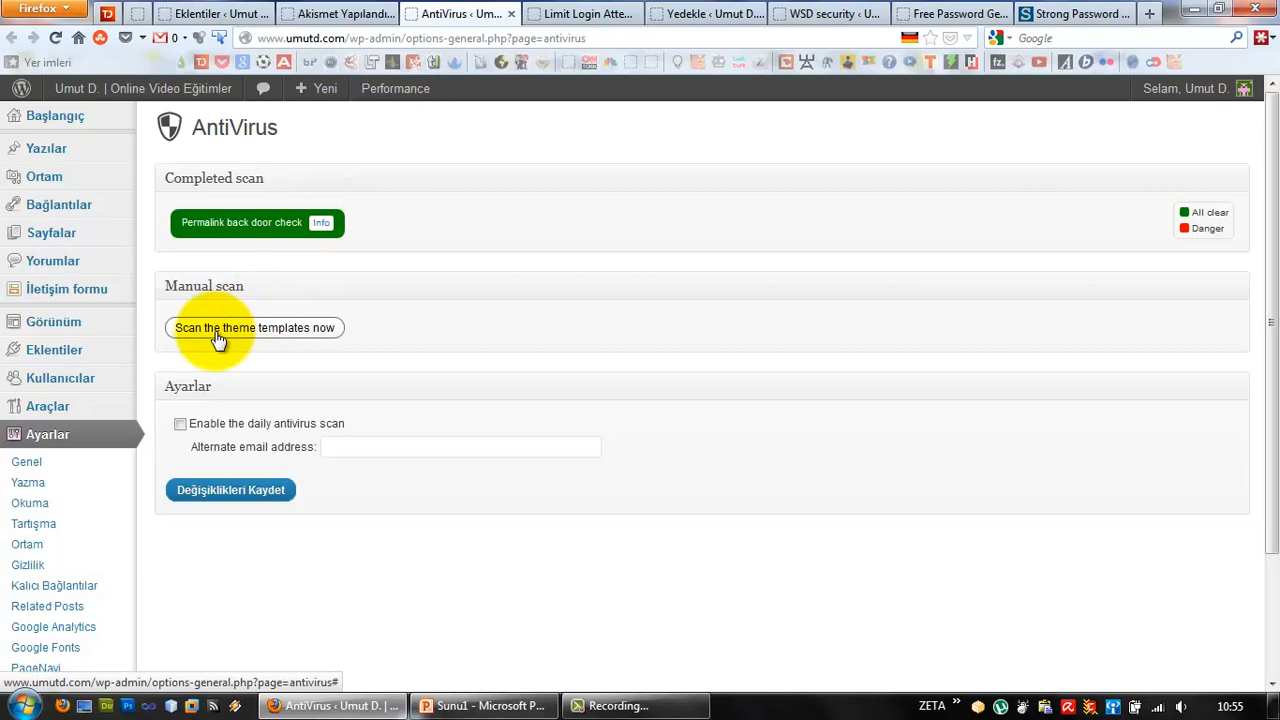 Firefox
Eklentiler ‹ Umut ...
Akismet Yapılandı...
AntiVirus ‹ Um...
Limit Login Atte...
Yedekle ‹ Umut D...
W3D security ‹ U...
Free Password Ge...
Strong Password ...
0
www.umutd.com/wp-admin/options-general.php?page=antivirus
Google
Yer imleri
Umut D. | Online Video Eğitimler
Yeni
Performance
Selam, Umut D.
Başlangıç
Yazılar
Ortam
Bağlantılar
Sayfalar
Yorumlar
İletişim formu
Görünüm
Eklentiler
Kullanıcılar
Araçlar
Ayarlar
Genel
Yazma
Okuma
Tartışma
Ortam
Gizlilik
Kalıcı Bağlantılar
Related Posts
Google Analytics
Google Fonts
PageNavi
AntiVirus
Completed scan
Permalink back door check Info
All clear
Danger
Manual scan
Scan the theme templates now
Ayarlar
Enable the daily antivirus scan
Alternate email address:
Değişiklikleri Kaydet
www.umutd.com/wp-admin/options-general.php?page=antivirus#
AntiVirus ‹ Umut D. | ...
Sunu1 - Microsoft P...
Recording...
ZETA
10:55